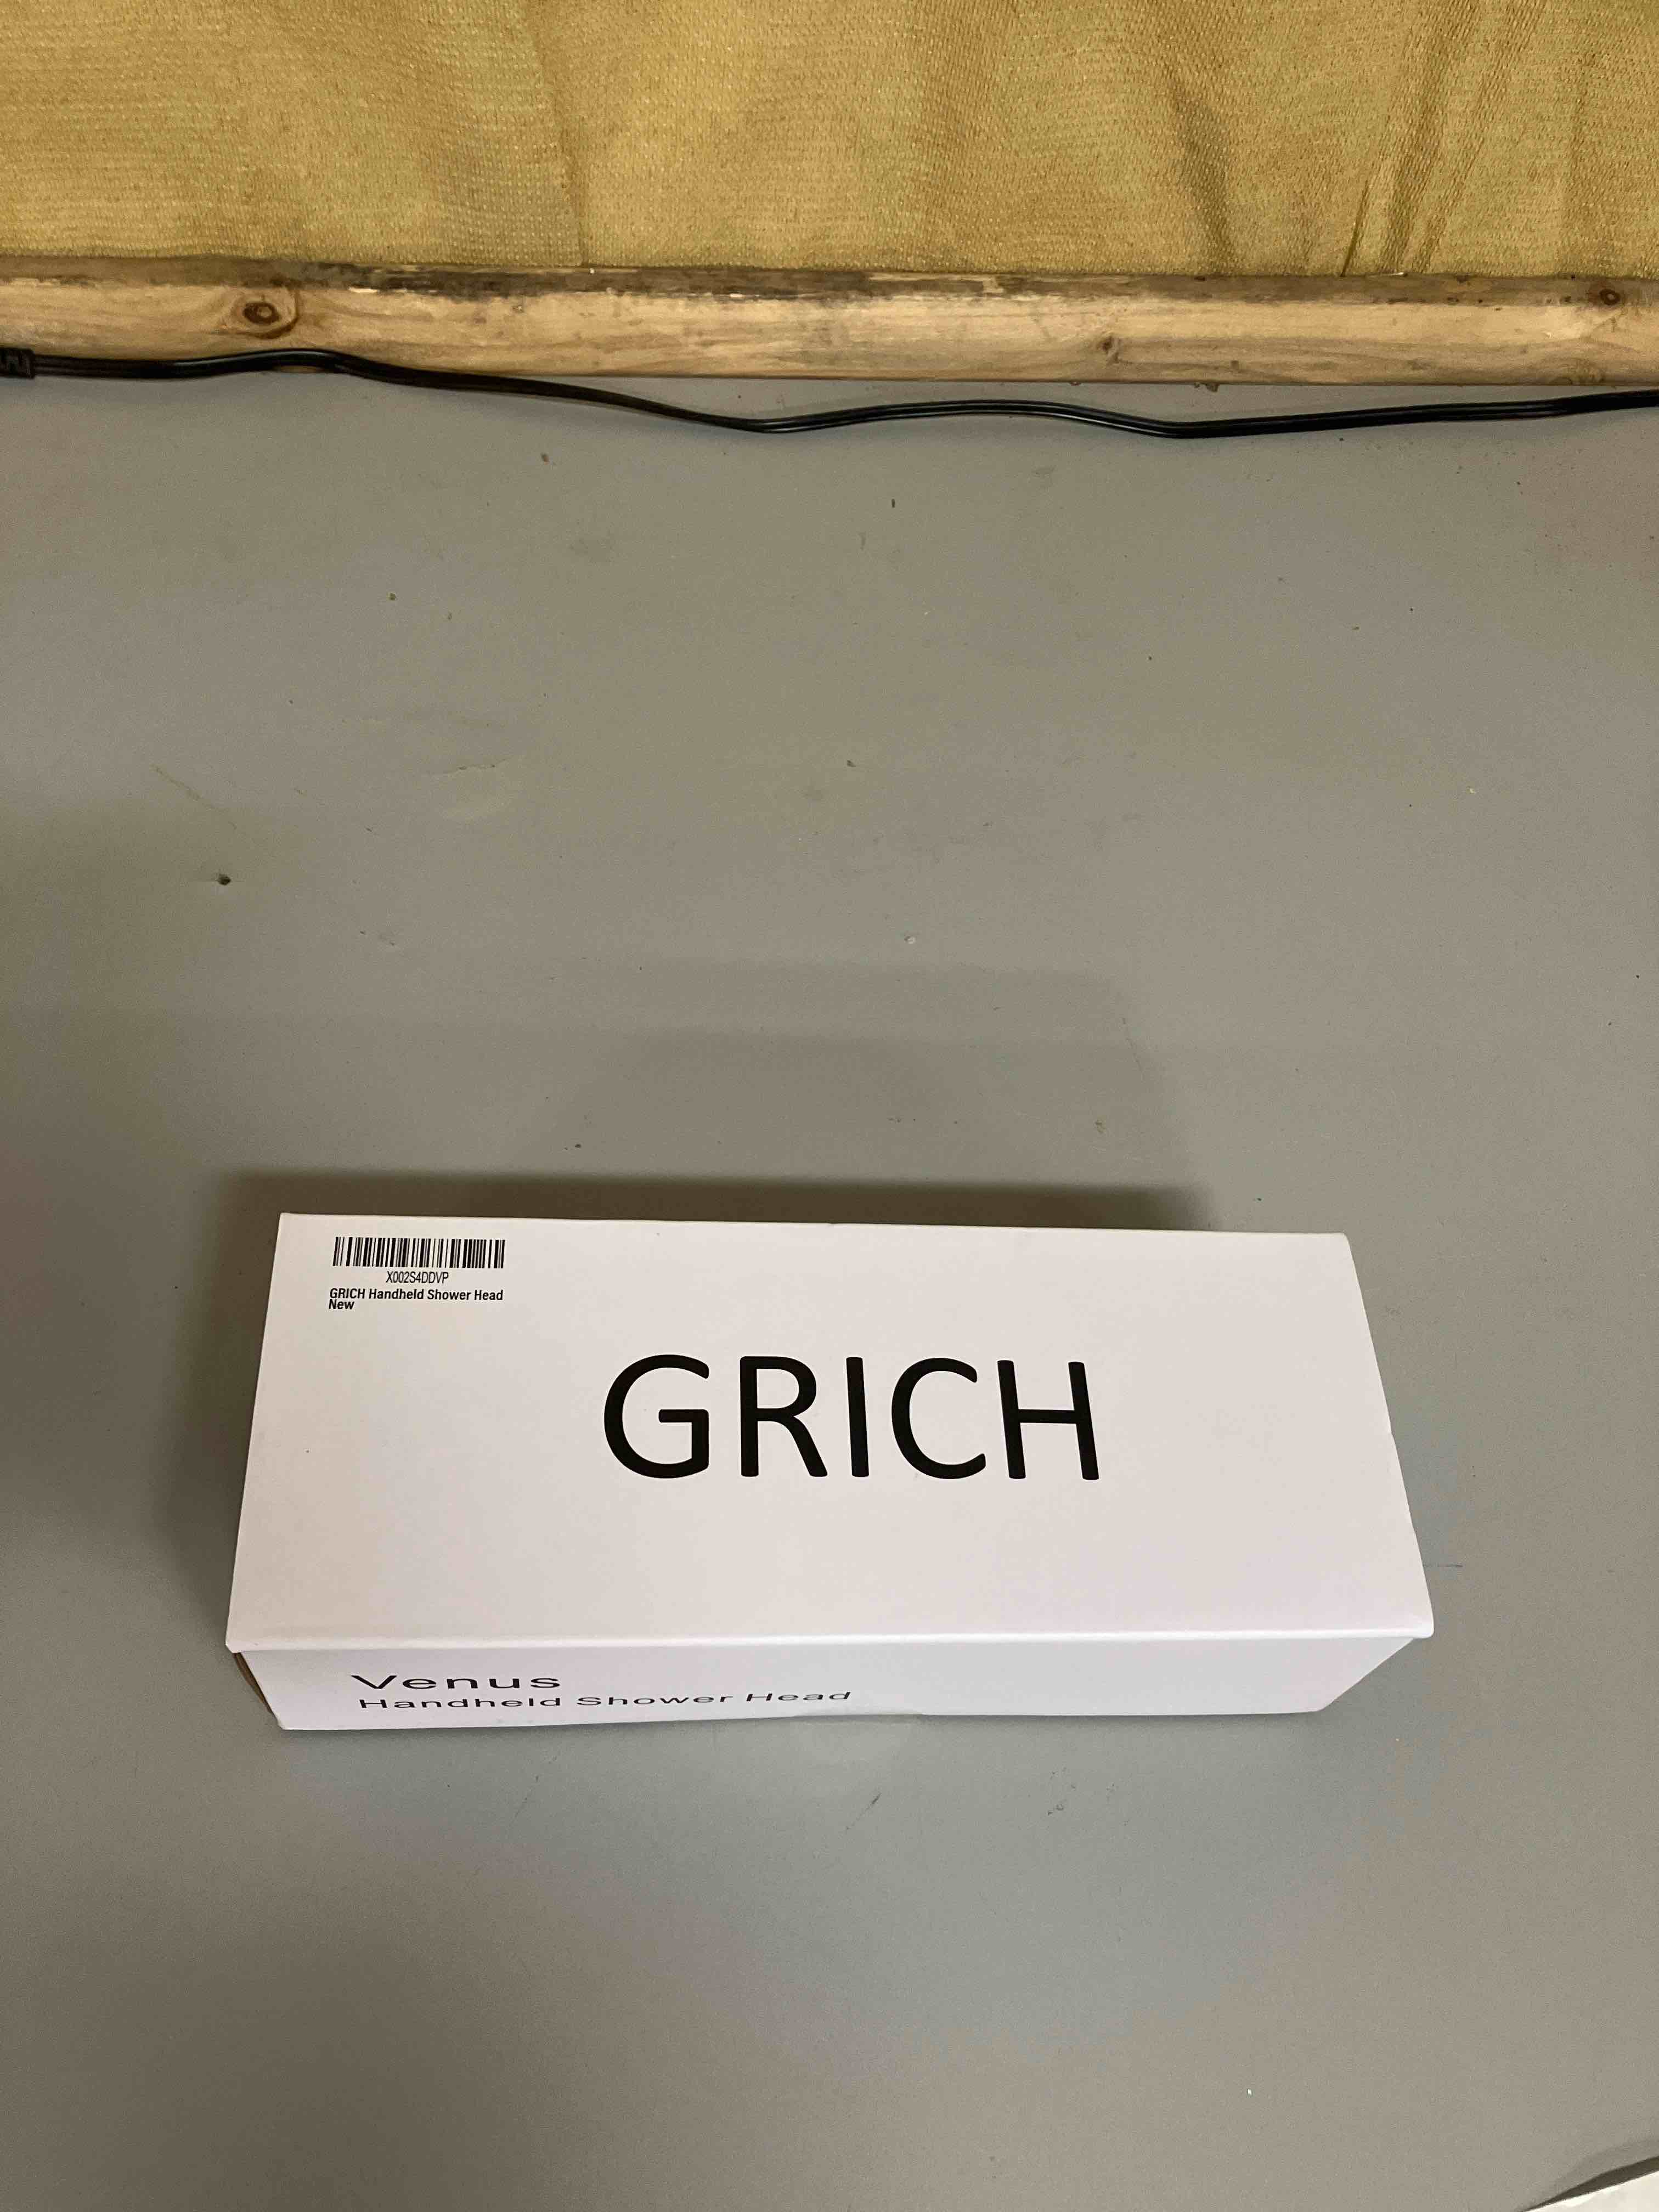 X002S4DDVP
GRICH Handheld Shower Head
New
GRICH
Venus
Handheld Shower Head